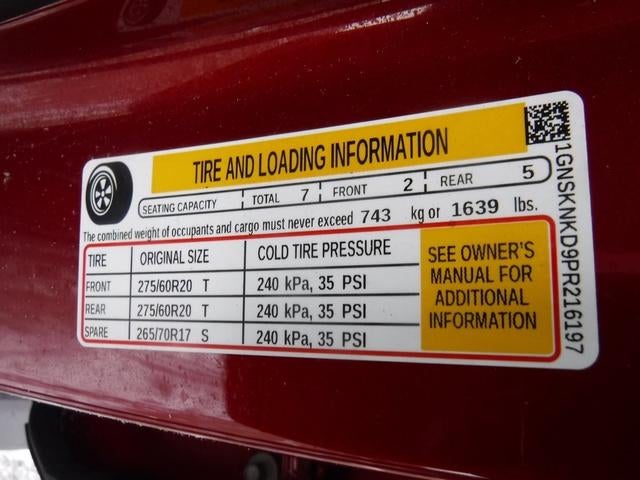 TIRE AND LOADING INFORMATION
SEATING CAPACITY TOTAL 7 FRONT 2 REAR 5
The combined weight of occupants and cargo must never exceed 743 kg or 1639 lbs.
TIRE ORIGINAL SIZE COLD TIRE PRESSURE
FRONT 275/60R20 T 240 kPa, 35 PSI
REAR 275/60R20 T 240 kPa, 35 PSI
SPARE 265/70R17 S 240 kPa, 35 PSI
SEE OWNER'S
MANUAL FOR
ADDITIONAL
INFORMATION
1GNSKNKD9PR216197